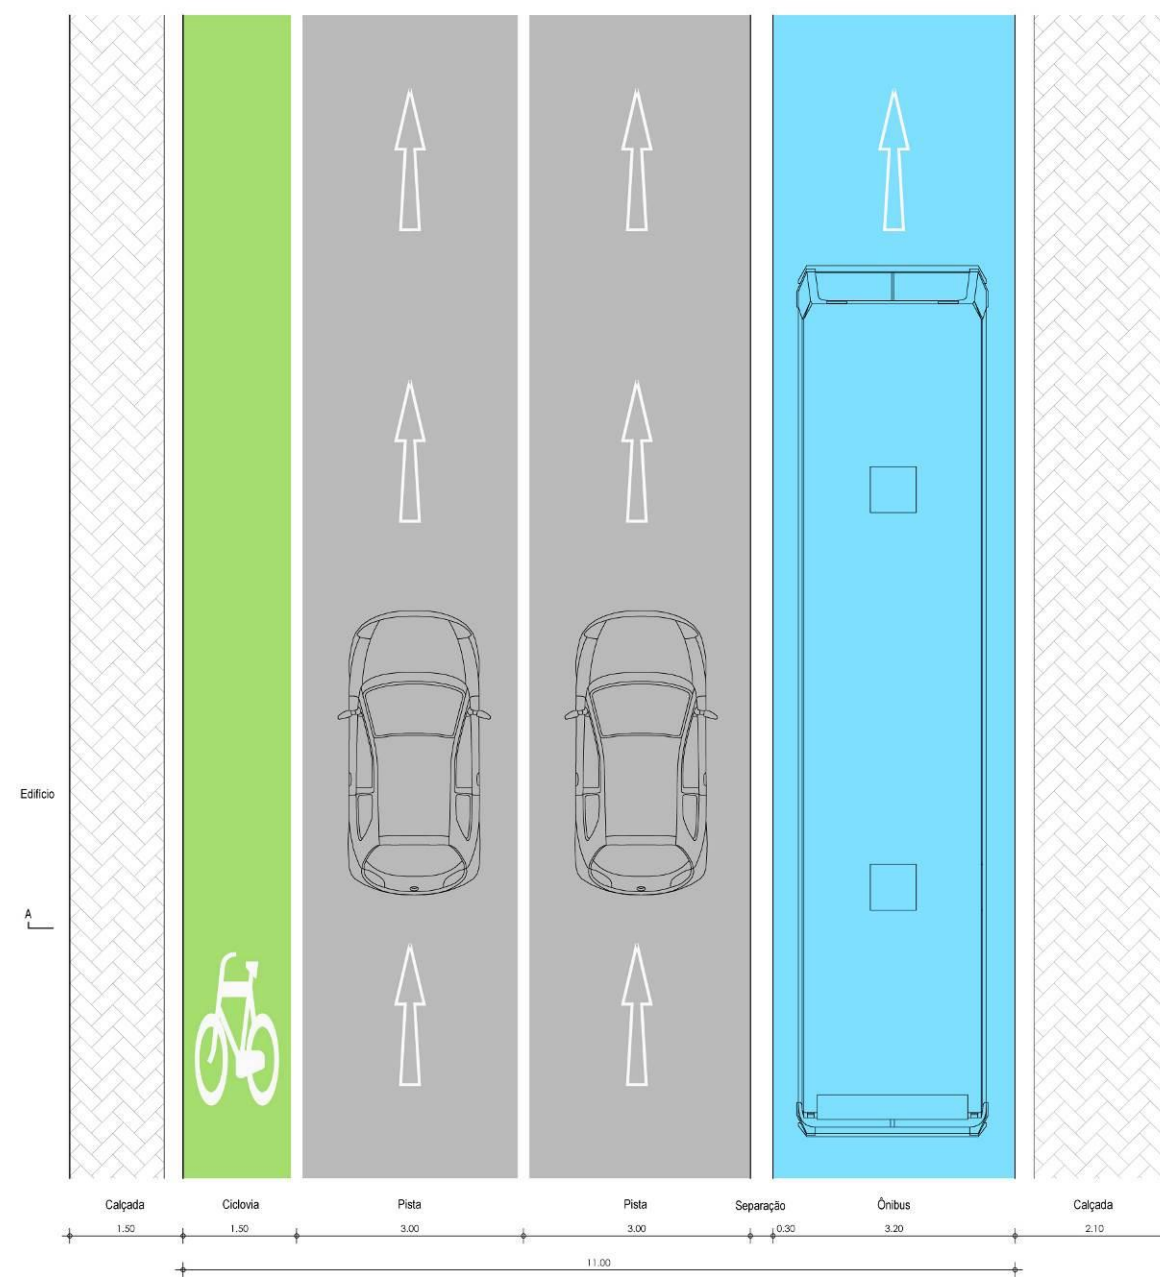 Edifício
A
Calçada Ciclovia Pista Pista Separação Ônibus Calçada
1.50 1.50 3.00 3.00 0.30 3.20 2.10
11.00